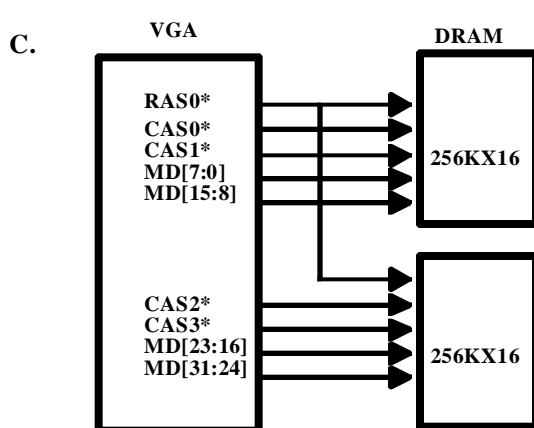 C.
VGA
DRAM
RAS0*
CAS0*
CAS1*
MD[7:0]
MD[15:8]
256KX16
CAS2*
CAS3*
MD[23:16]
MD[31:24]
256KX16